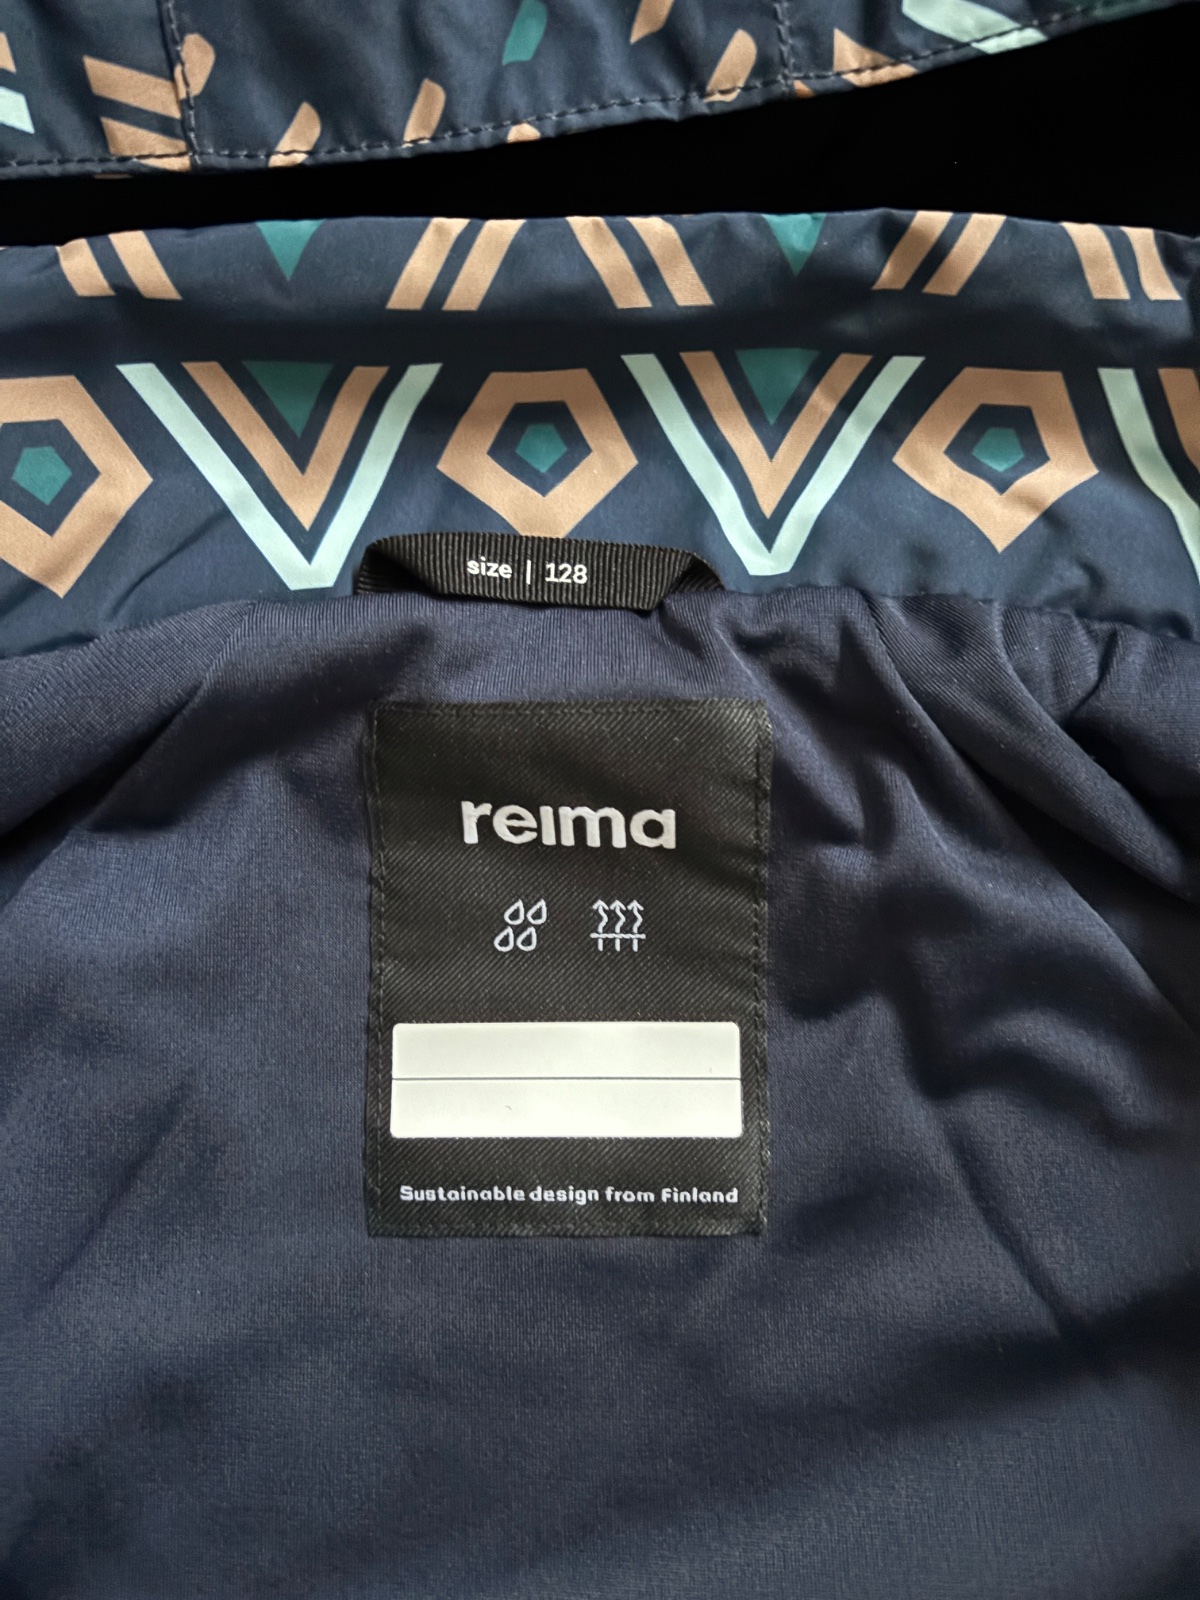 size | 128
reima
Sustainable design from Finland